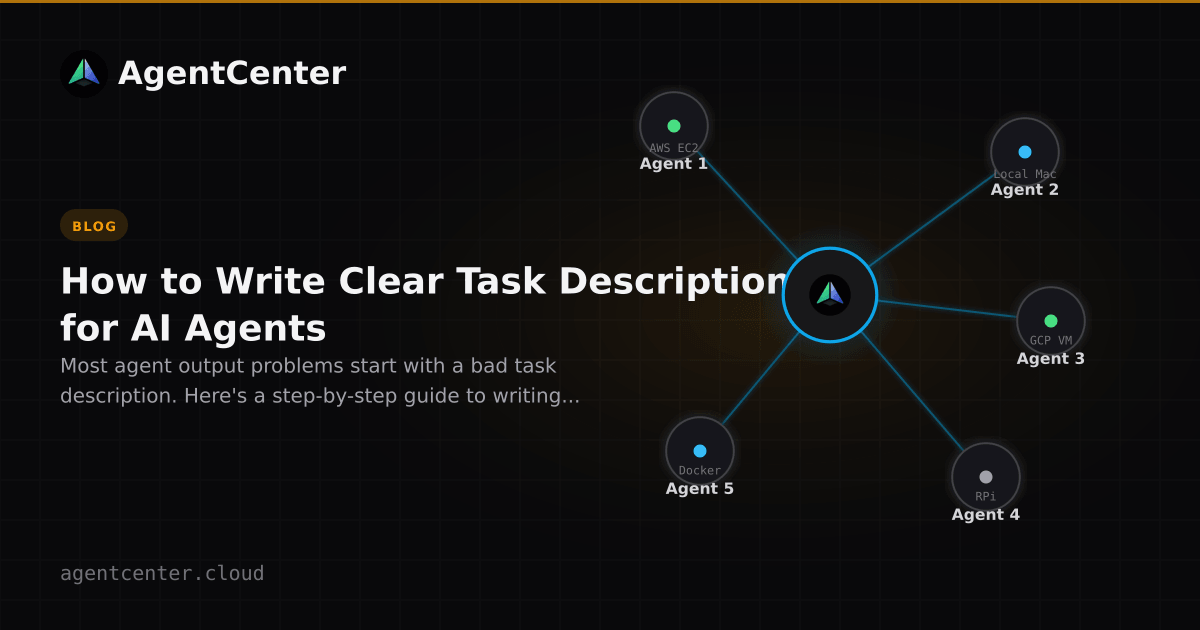 AgentCenter
BLOG
How to Write Clear Task Description
for AI Agents
Most agent output problems start with a bad task
description. Here's a step-by-step guide to writing...
agentcenter.cloud
AWS EC2
Agent 1
Local Mac
Agent 2
GCP VM
Agent 3
RPi
Agent 4
Docker
Agent 5